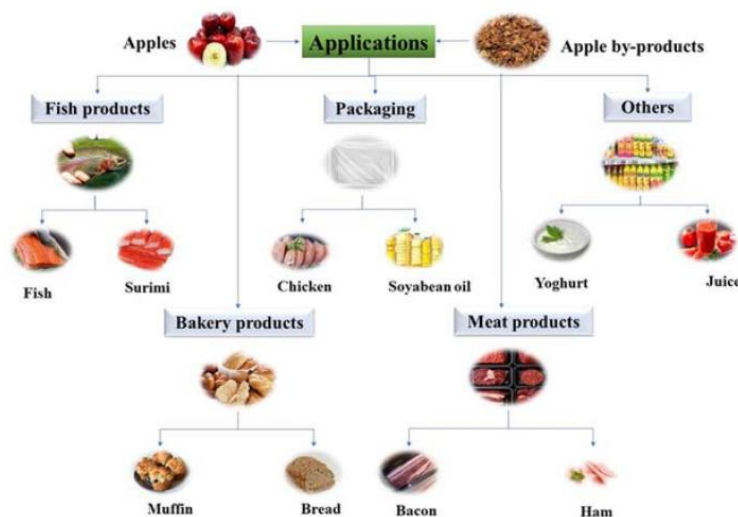 Apples
Applications
Apple by-products
Fish products
Packaging
Others
Fish
Surimi
Chicken
Soyabean oil
Yoghurt
Juice
Bakery products
Meat products
Muffin
Bread
Bacon
Ham